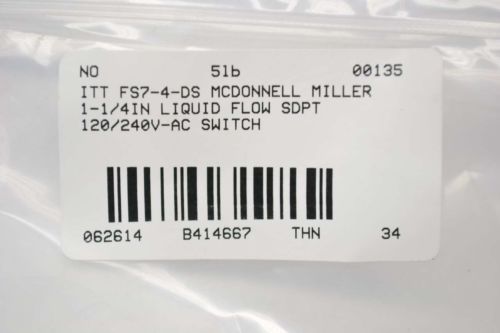 NO 5lb 00135
ITT FS7-4-DS MCDONNELL MILLER
1-1/4IN LIQUID FLOW SDPT
120/240V-AC SWITCH
062614 B414667 THN 34